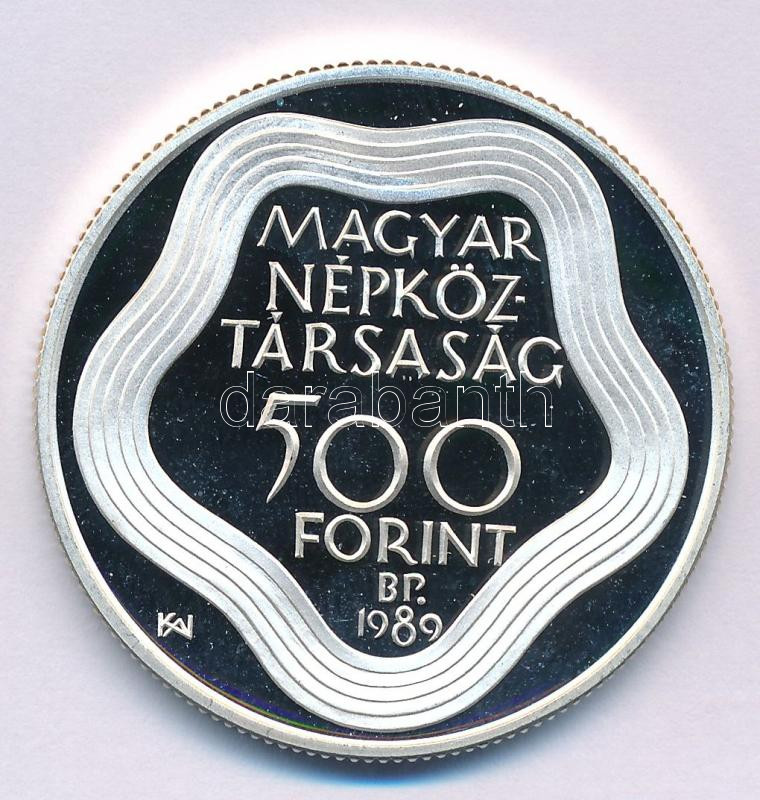 MAGYAR
NÉPKÖZ-
TÁRSASÁG
darabanth
500
FORINT
BP.
1989